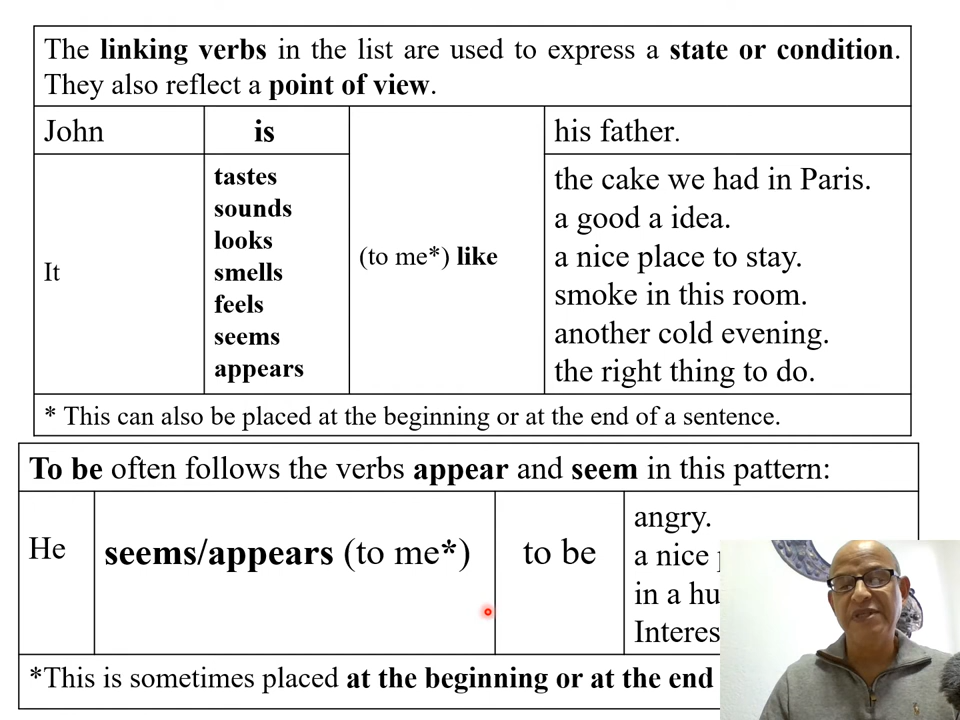 The linking verbs in the list are used to express a state or condition.
They also reflect a point of view.
John is his father.
It
tastes
sounds
looks
smells
feels
seems
appears
(to me*) like
the cake we had in Paris.
a good a idea.
a nice place to stay.
smoke in this room.
another cold evening.
the right thing to do.
* This can also be placed at the beginning or at the end of a sentence.
To be often follows the verbs appear and seem in this pattern:
He
seems/appears (to me*)
to be
angry.
a nice
in a
*This is sometimes placed at the beginning or at the end